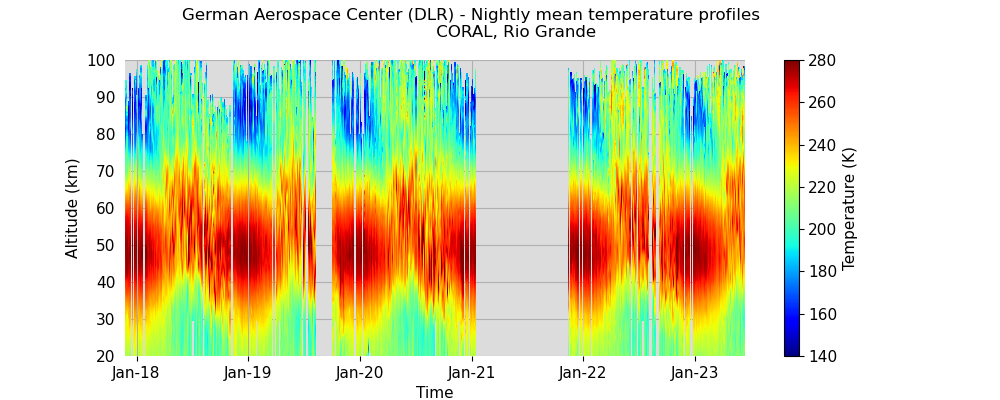 German Aerospace Center (DLR) - Nightly mean temperature profiles
CORAL, Rio Grande
100
90
80
70
60
50
40
30
20
Altitude (km)
Jan-18
Jan-19
Jan-20
Jan-21
Jan-22
Jan-23
Time
280
260
240
220
200
180
160
140
Temperature (K)